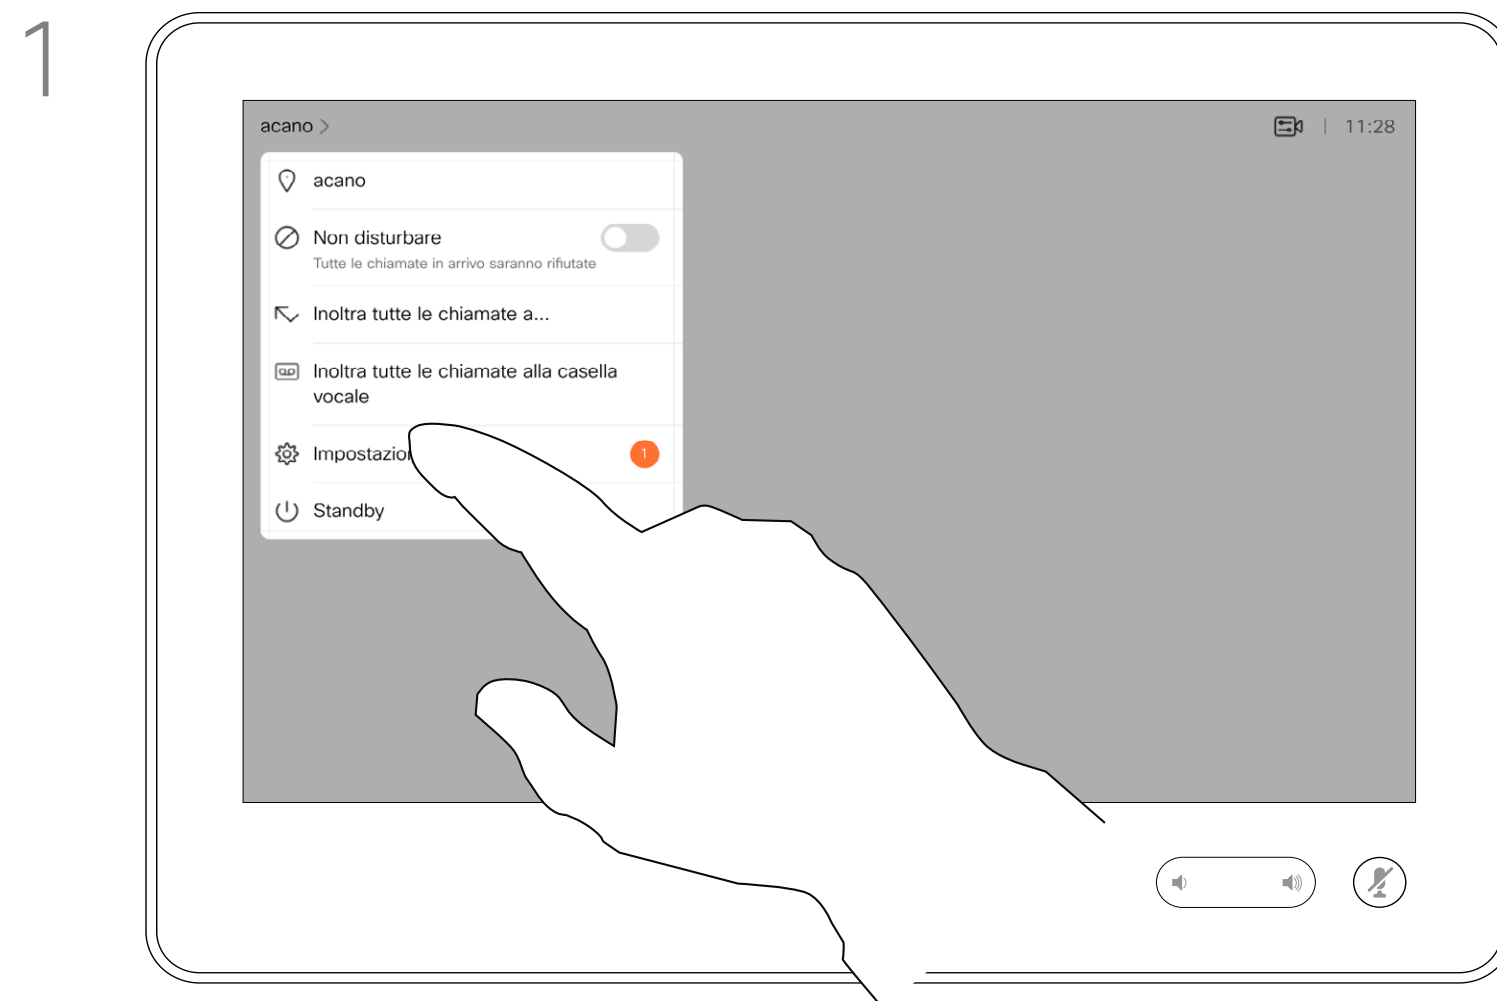 1
acano >
11:28
acano
Non disturbare
Tutte le chiamate in arrivo saranno rifiutate
Inoltra tutte le chiamate a...
Inoltra tutte le chiamate alla casella
vocale
1
Standby